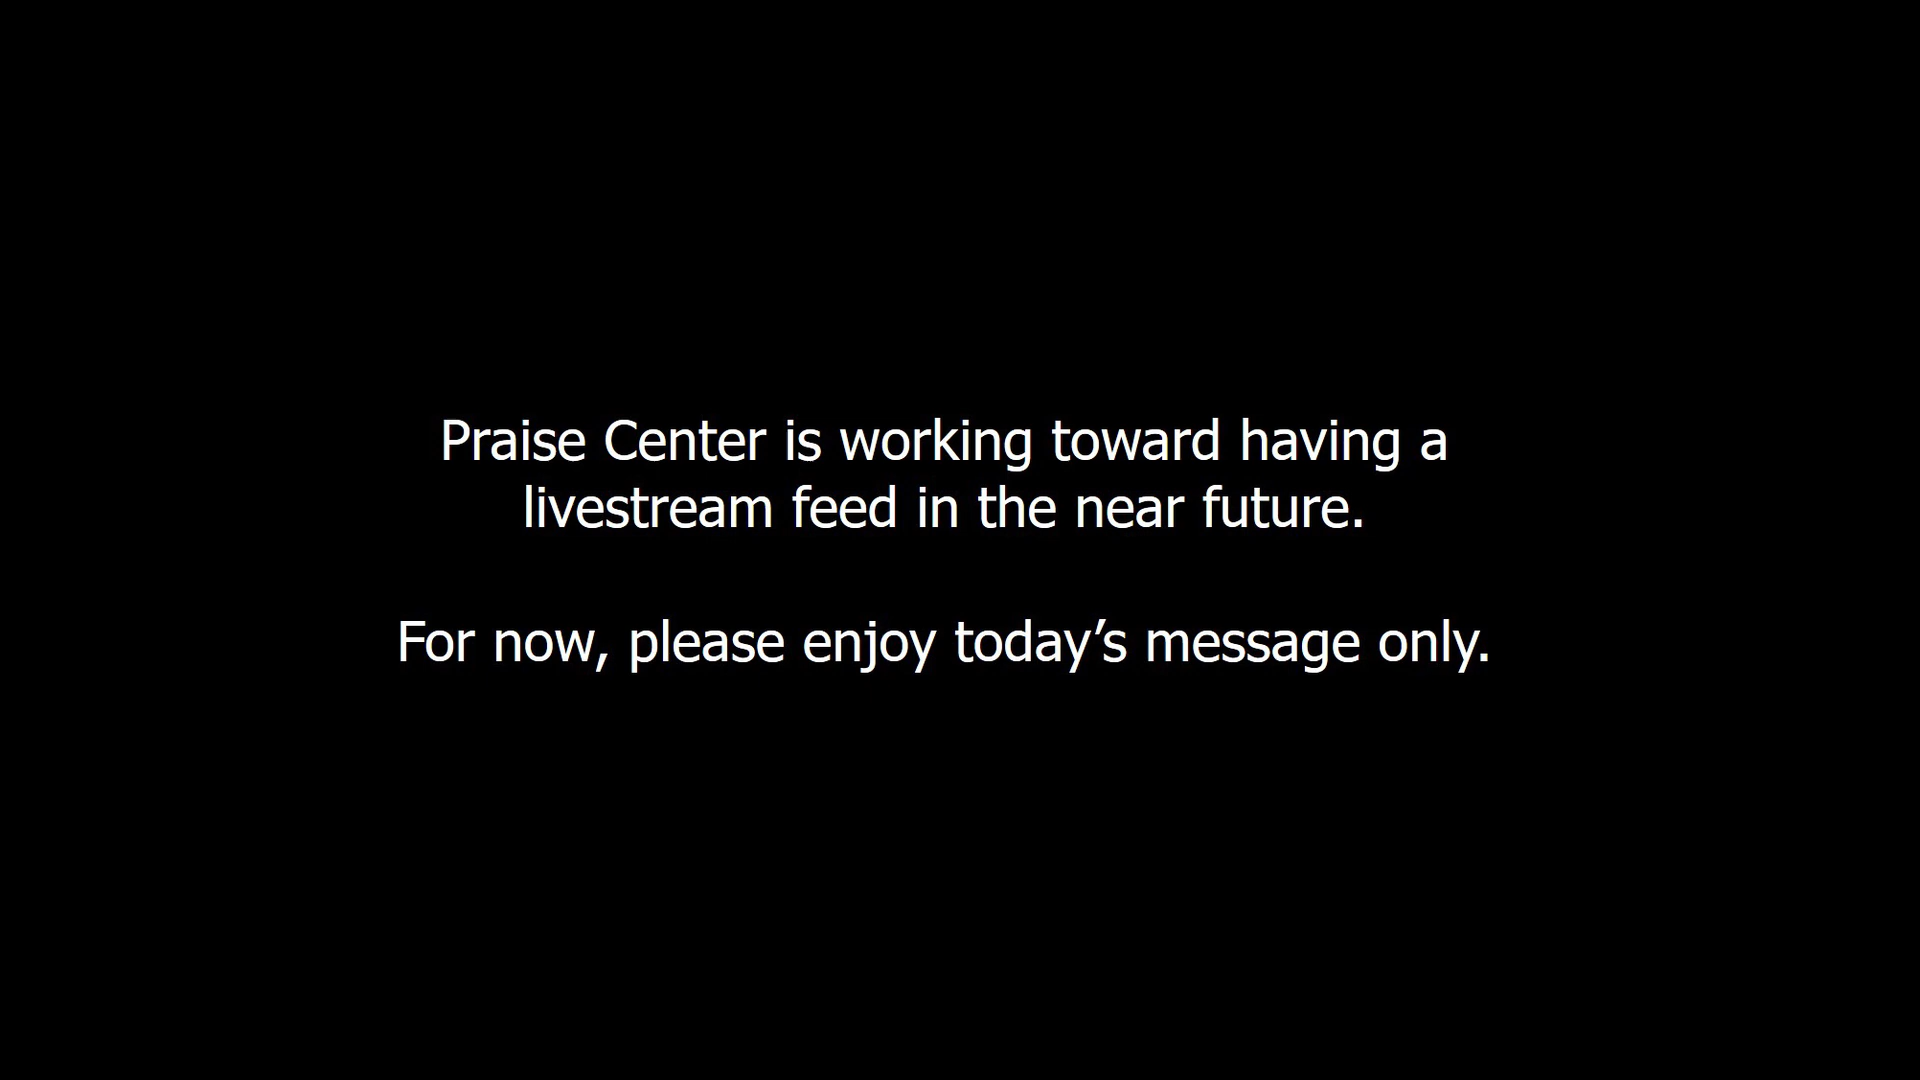 Praise Center is working toward having a
livestream feed in the near future.
For now, please enjoy today’s message only.